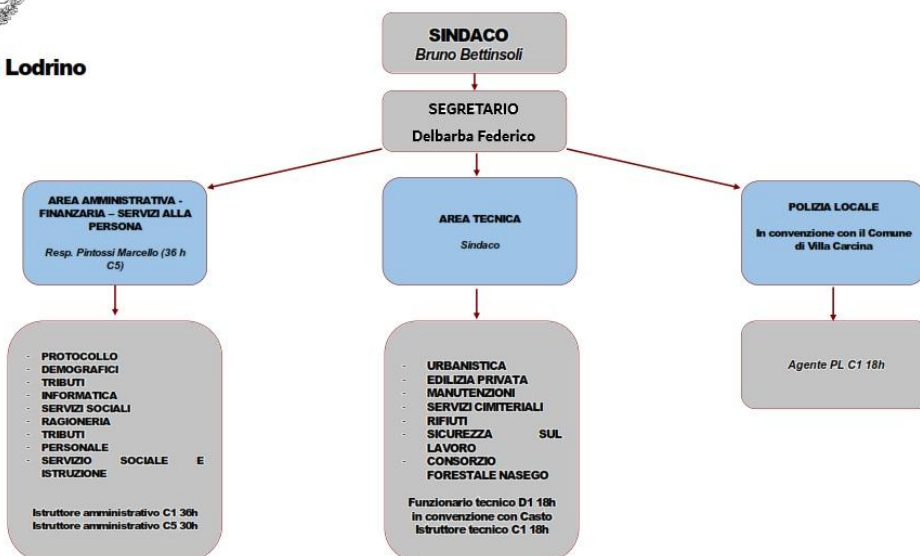 Lodrino
SINDACO
Bruno Bettinsoli
SEGRETARIO
Delbarba Federico
AREA AMMINISTRATIVA -
FINANZARIA – SERVIZI ALLA
PERSONA
Resp. Pintossi Marcello (36 h
C5)
AREA TECNICA
Sindaco
POLIZIA LOCALE
In convenzione con il Comune
di Villa Carcina
- PROTOCOLLO
- DEMOGRAFICI
- TRIBUTI
- INFORMATICA
- SERVIZI SOCIALI
- RAGIONERIA
- TRIBUTI
- PERSONALE
- SERVIZIO SOCIALE E
ISTRUZIONE
Istruttore amministrativo C1 36h
Istruttore amministrativo C5 30h
- URBANISTICA
- EDILIZIA PRIVATA
- MANUTENZIONI
- SERVIZI CIMITERIALI
- RIFIUTI
- SICUREZZA SUL
LAVORO
- CONSORZIO
FORESTALE NASEGO
Funzionario tecnico D1 18h
in convenzione con Casto
Istruttore tecnico C1 18h
Agente PL C1 18h